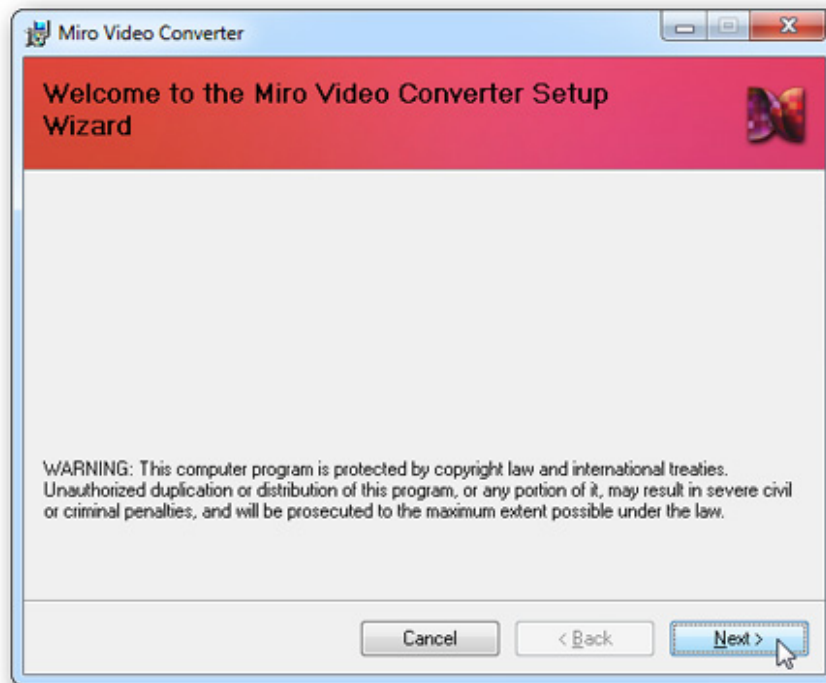 Miro Video Converter
Welcome to the Miro Video Converter Setup
Wizard
WARNING: This computer program is protected by copyright law and international treaties.
Unauthorized duplication or distribution of this program, or any portion of it, may result in severe civil
or criminal penalties, and will be prosecuted to the maximum extent possible under the law.
Cancel
< Back
Next >